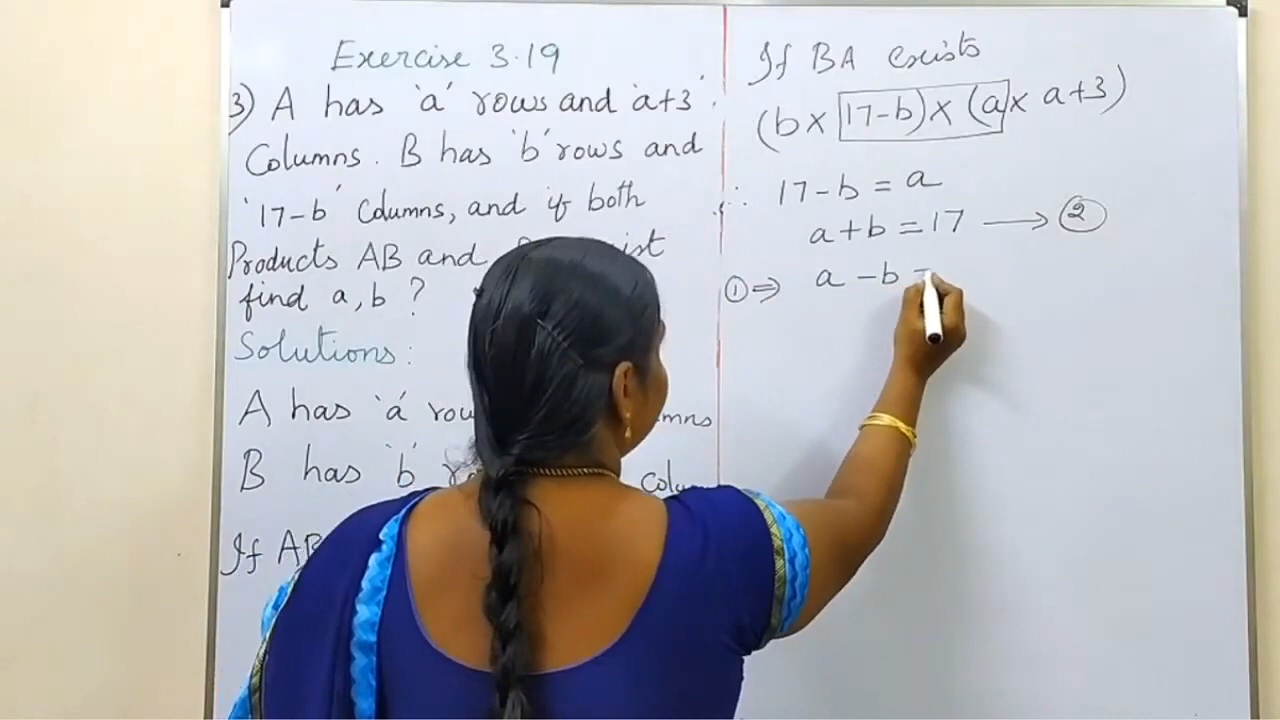 Exercise 3.19
3) A has 'a' rows and 'a+3'
Columns. B has 'b' rows and
'17-b' Columns, and if both
Products AB and
find a, b ?
Solutions:
A has 'a'
B has 'b'
If AB
If BA exists
(b × 17-b) × (a × a+3)
∴ 17-b = a
a+b = 17 → ②
① ⇒ a - b =